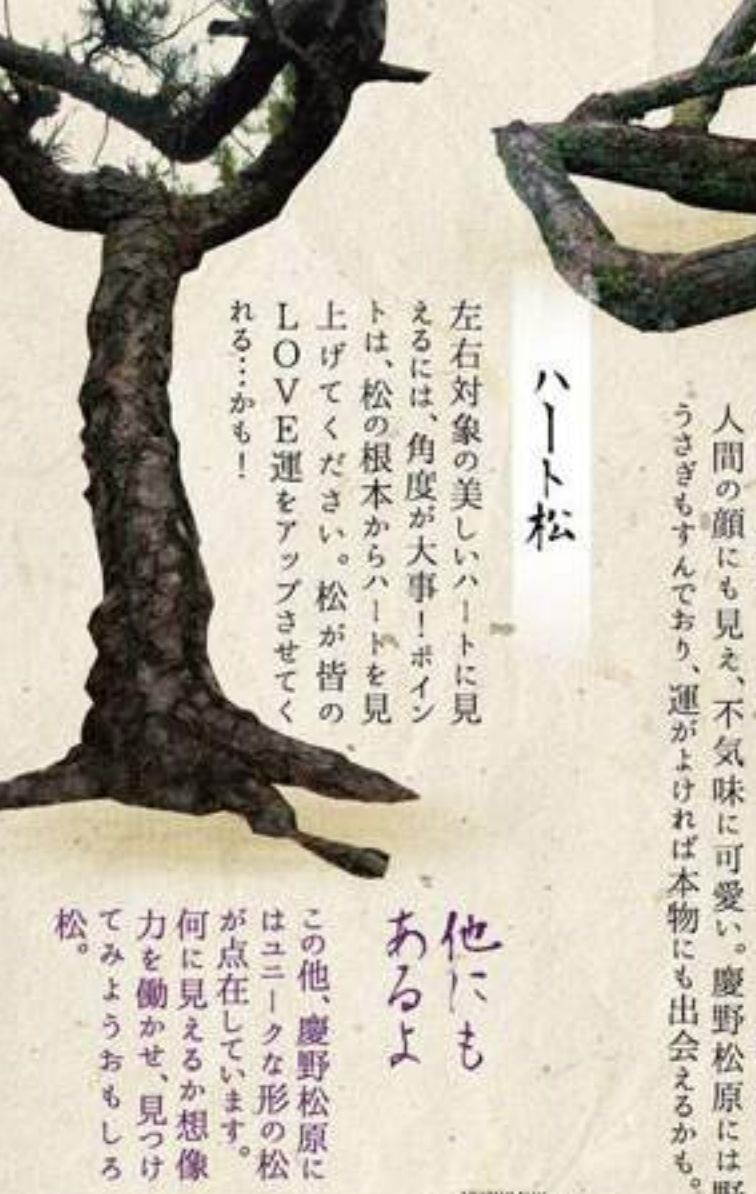 人間の顔にも見え、不気味に可愛い。慶野松原には野
うさぎもすんでおり、運がよければ本物にも出会えるかも。
ハート松
左右対象の美しいハートに見
えるには、角度が大事！ポイン
トは、松の根本からハートを見
上げてください。松が皆の
LOVE運をアップさせてく
れる…かも！
他にも
あるよ
この他、慶野松原に
はユニークな形の松
が点在しています。
何に見えるか想像
力を働かせ、見つけ
てみようおもしろ
松。